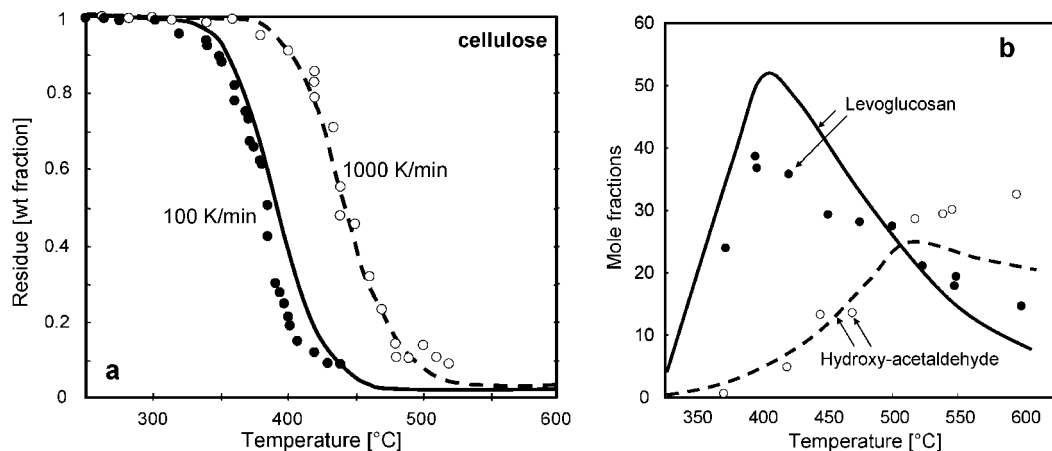 1
0.8
0.6
0.4
0.2
0
Residue [wt fraction]
cellulose
1000 K/min
100 K/min
a
300
400
500
600
Temperature [°C]
60
50
40
30
20
10
0
Mole fractions
b
Levoglucosan
Hydroxy-acetaldehyde
350
400
450
500
550
600
Temperature [°C]